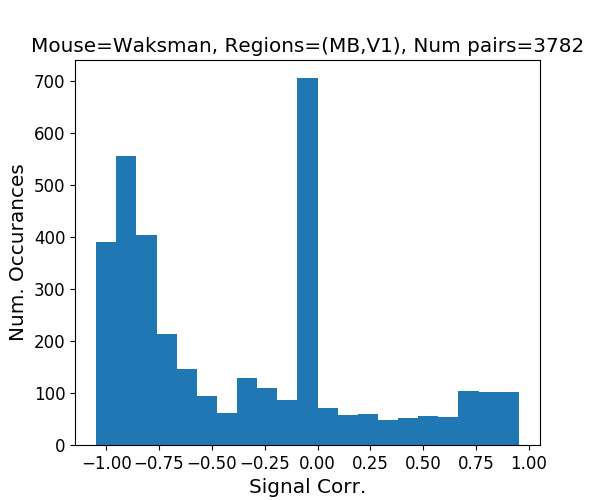 Mouse=Waksman, Regions=(MB,V1), Num pairs=3782
700
600
500
400
300
200
100
0
Num. Occurances
−1.00 −0.75 −0.50 −0.25 0.00 0.25 0.50 0.75 1.00
Signal Corr.